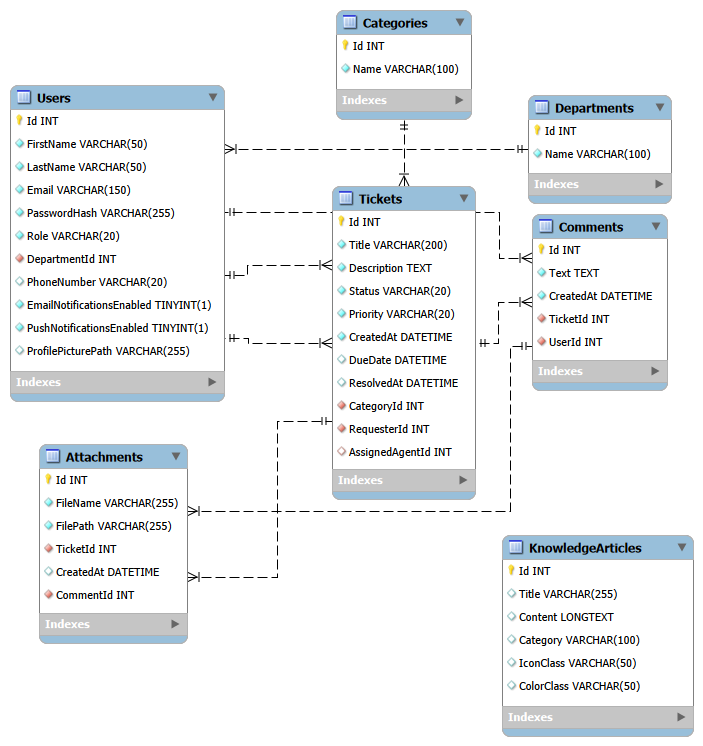 Categories
Id INT
Name VARCHAR(100)
Indexes
Users
Id INT
FirstName VARCHAR(50)
LastName VARCHAR(50)
Email VARCHAR(150)
PasswordHash VARCHAR(255)
Role VARCHAR(20)
DepartmentId INT
PhoneNumber VARCHAR(20)
EmailNotificationsEnabled TINYINT(1)
PushNotificationsEnabled TINYINT(1)
ProfilePicturePath VARCHAR(255)
Indexes
Departments
Id INT
Name VARCHAR(100)
Indexes
Tickets
Id INT
Title VARCHAR(200)
Description TEXT
Status VARCHAR(20)
Priority VARCHAR(20)
CreatedAt DATETIME
DueDate DATETIME
ResolvedAt DATETIME
CategoryId INT
RequesterId INT
AssignedAgentId INT
Indexes
Comments
Id INT
Text TEXT
CreatedAt DATETIME
TicketId INT
UserId INT
Indexes
Attachments
Id INT
FileName VARCHAR(255)
FilePath VARCHAR(255)
TicketId INT
CreatedAt DATETIME
CommentId INT
Indexes
KnowledgeArticles
Id INT
Title VARCHAR(255)
Content LONGTEXT
Category VARCHAR(100)
IconClass VARCHAR(50)
ColorClass VARCHAR(50)
Indexes